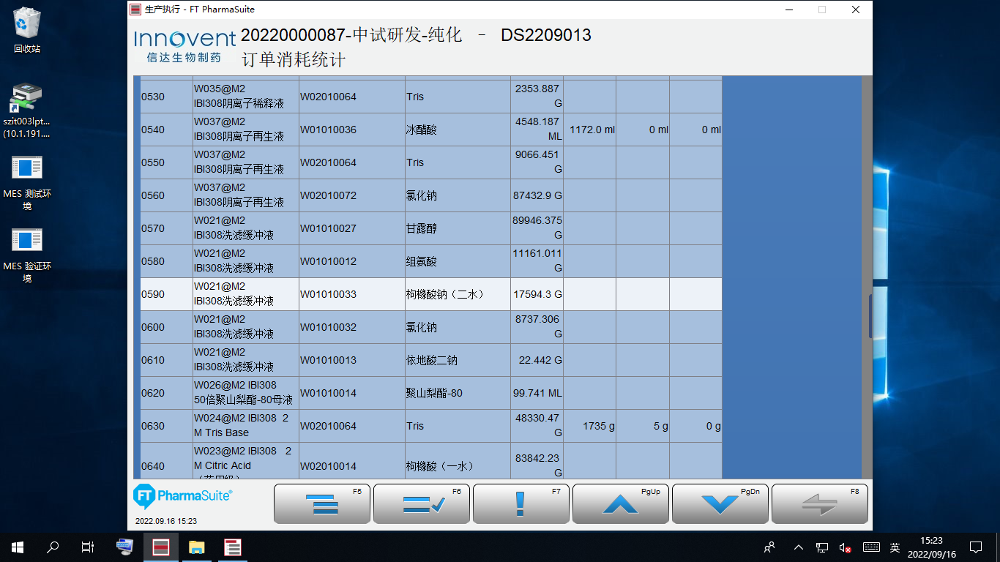 回收站
szit003lpt...
(10.1.191....
MES 测试环
境
MES 验证环
境
生产执行 - FT PharmaSuite
Innovent
信达生物制药
20220000087-中试研发-纯化 － DS2209013
订单消耗统计
0530 W035@M2 IBI308阴离子稀释液 W02010064 Tris 2353.887 G
0540 W037@M2 IBI308阴离子再生液 W01010036 冰醋酸 4548.187 ML 1172.0 ml 0 ml 0 ml
0550 W037@M2 IBI308阴离子再生液 W02010064 Tris 9066.451 G
0560 W037@M2 IBI308阴离子再生液 W02010072 氯化钠 87432.9 G
0570 W021@M2 IBI308洗滤缓冲液 W01010027 甘露醇 89946.375 G
0580 W021@M2 IBI308洗滤缓冲液 W01010012 组氨酸 11161.011 G
0590 W021@M2 IBI308洗滤缓冲液 W01010033 枸橼酸钠（二水） 17594.3 G
0600 W021@M2 IBI308洗滤缓冲液 W01010032 氯化钠 8737.306 G
0610 W021@M2 IBI308洗滤缓冲液 W01010013 依地酸二钠 22.442 G
0620 W026@M2 IBI308 50倍聚山梨酯-80母液 W01010014 聚山梨酯-80 99.741 ML
0630 W024@M2 IBI308 2 M Tris Base W02010064 Tris 48330.47 G 1735 g 5 g 0 g
0640 W023@M2 IBI308 2 M Citric Acid W02010014 枸橼酸（一水） 83842.23 G
FT PharmaSuite®
2022.09.16 15:23
F5
F6
F7
PgUp
PgDn
F8
英
15:23
2022/09/16